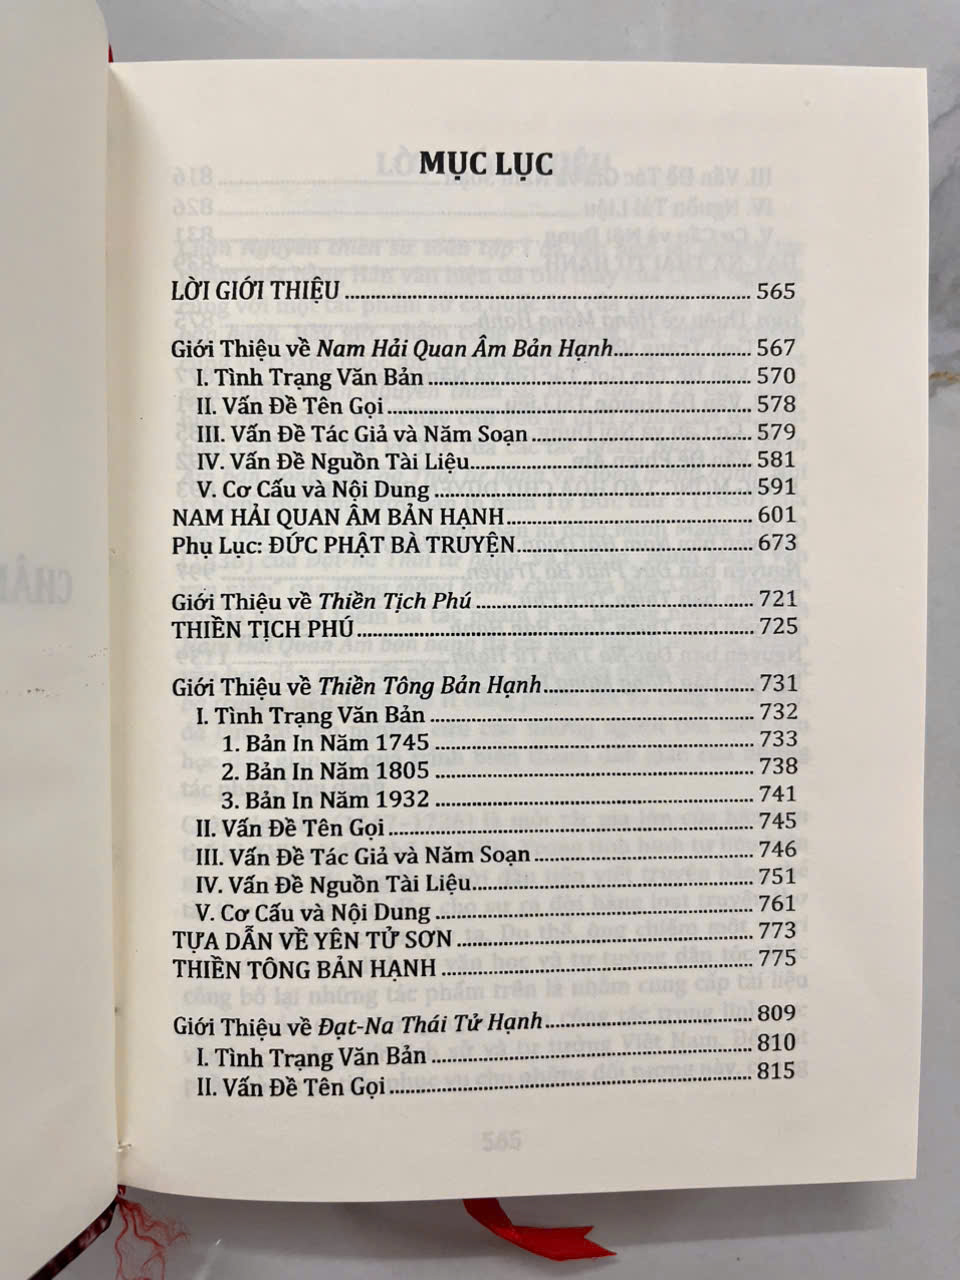 MỤC LỤC
LỜI GIỚI THIỆU ........ 565
Giới Thiệu về Nam Hải Quan Âm Bản Hạnh ........ 567
I. Tình Trạng Văn Bản ........ 570
II. Vấn Đề Tên Gọi ........ 578
III. Vấn Đề Tác Giả và Năm Soạn ........ 579
IV. Vấn Đề Nguồn Tài Liệu ........ 581
V. Cơ Cấu và Nội Dung ........ 591
NAM HẢI QUAN ÂM BẢN HẠNH ........ 601
Phụ Lục: ĐỨC PHẬT BÀ TRUYỆN ........ 673
Giới Thiệu về Thiền Tịch Phú ........ 721
THIỀN TỊCH PHÚ ........ 725
Giới Thiệu về Thiền Tông Bản Hạnh ........ 731
I. Tình Trạng Văn Bản ........ 732
1. Bản In Năm 1745 ........ 733
2. Bản In Năm 1805 ........ 738
3. Bản In Năm 1932 ........ 741
II. Vấn Đề Tên Gọi ........ 745
III. Vấn Đề Tác Giả và Năm Soạn ........ 746
IV. Vấn Đề Nguồn Tài Liệu ........ 751
V. Cơ Cấu và Nội Dung ........ 761
TỰA DẪN VỀ YÊN TỬ SƠN ........ 773
THIỀN TÔNG BẢN HẠNH ........ 775
Giới Thiệu về Đạt-Na Thái Tử Hạnh ........ 809
I. Tình Trạng Văn Bản ........ 810
II. Vấn Đề Tên Gọi ........ 815